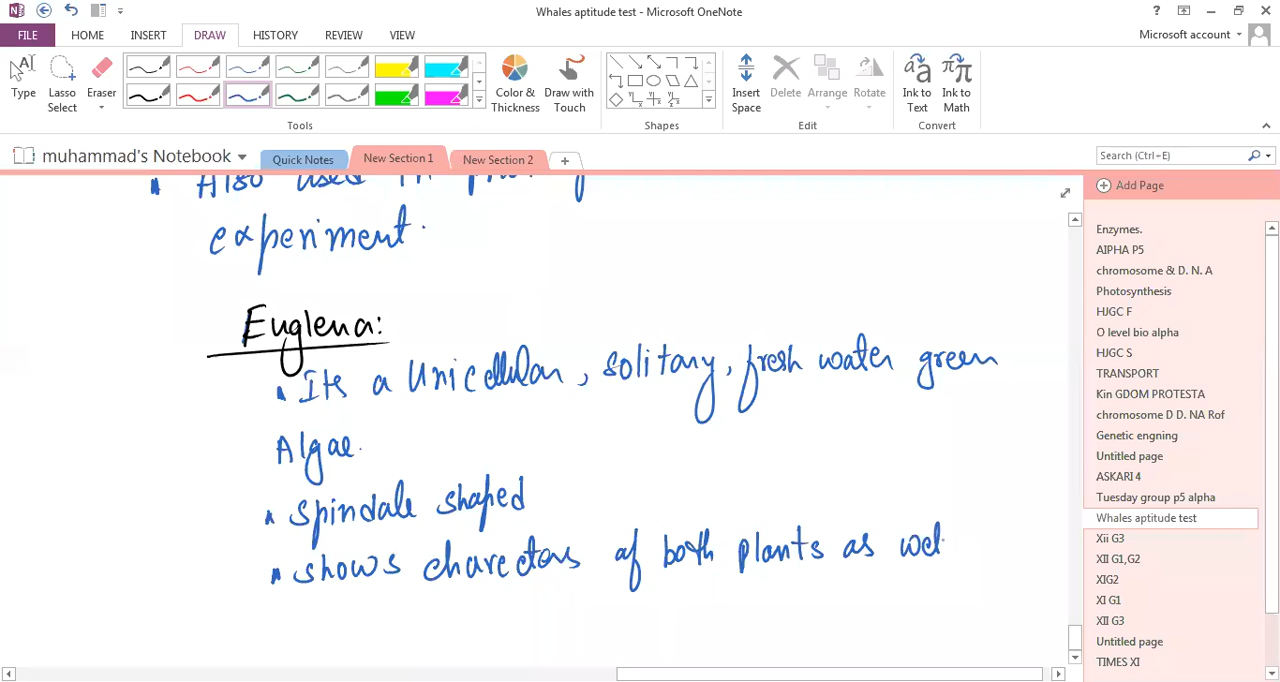 Whales aptitude test - Microsoft OneNote
FILE HOME INSERT DRAW HISTORY REVIEW VIEW
Microsoft account
Type Lasso Select Eraser Color & Thickness Draw with Touch Insert Space Delete Arrange Rotate Ink to Text Ink to Math
Tools Shapes Edit Convert
muhammad's Notebook Quick Notes New Section 1 New Section 2 +
Search (Ctrl+E)
Add Page
Also used in
experiment.
Euglena:
Its a Unicellular, solitary, fresh water green
Algae.
spindale shaped
shows charectors of both plants as wel
Enzymes.
AlPHA P5
chromosome & D. N. A
Photosynthesis
HJGC F
O level bio alpha
HJGC S
TRANSPORT
Kin GDOM PROTESTA
chromosome D D. NA Rof
Genetic engning
Untitled page
ASKARI 4
Tuesday group p5 alpha
Whales aptitude test
Xii G3
XII G1,G2
XIG2
XI G1
XII G3
Untitled page
TIMES XI